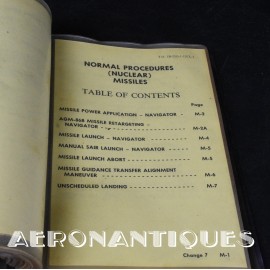 NORMAL PROCEDURES
(NUCLEAR)
MISSILES
TABLE OF CONTENTS
Page
MISSILE POWER APPLICATION - NAVIGATOR - - M-2
AGM-86B MISSILE RETARGETING -
NAVIGATOR - - - - - - - - - - - - - - - M-2A
MISSILE LAUNCH - NAVIGATOR - - - - - - M-4
MANUAL SAIR LAUNCH - NAVIGATOR - - - M-5
MISSILE LAUNCH ABORT - - - - - - - - - M-5
MISSILE GUIDANCE TRANSFER ALIGNMENT
MANEUVER - - - - - - - - - - - - - - - M-6
UNSCHEDULED LANDING - - - - - - - - - M-7
AERONANTIQUES
Change 7 M-1